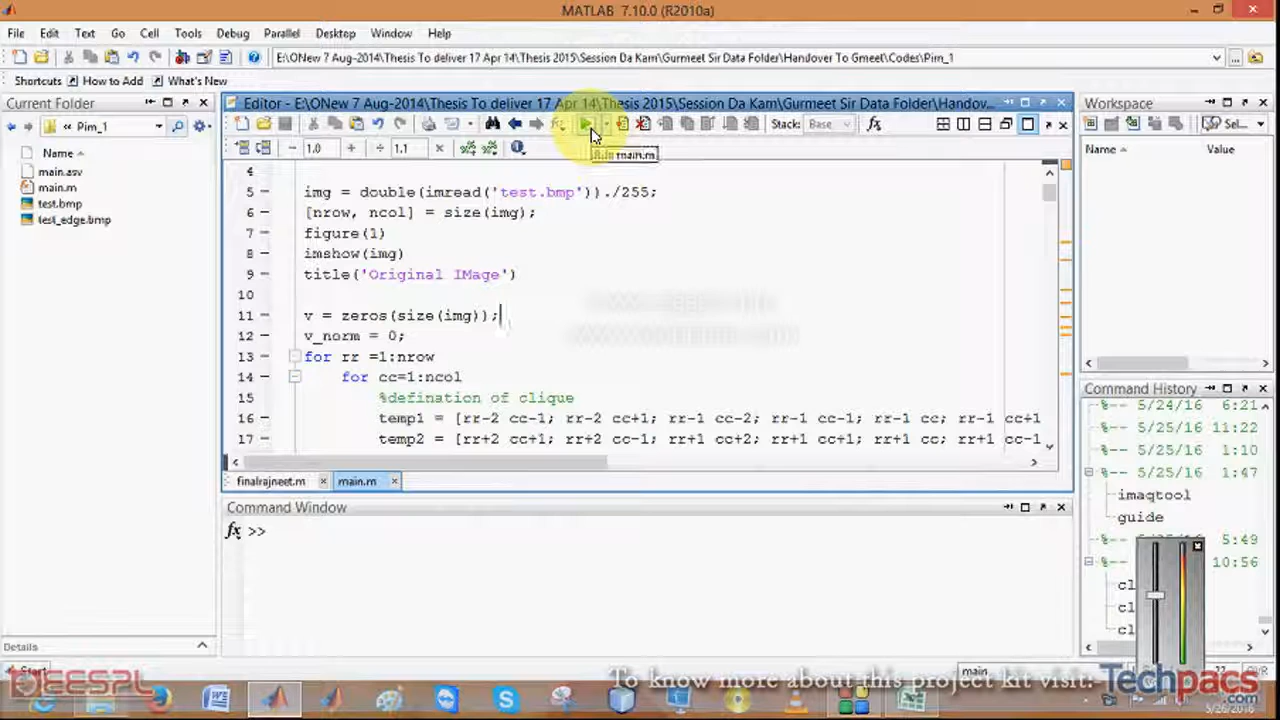 MATLAB 7.10.0 (R2010a)
File Edit Text Go Cell Tools Debug Parallel Desktop Window Help
E:\ONew 7 Aug-2014\Thesis To deliver 17 Apr 14\Thesis 2015\Session Da Kam\Gurmeet Sir Data Folder\Handover To Gmeel\Codes\Pim_1
Shortcuts How to Add What's New
Current Folder
« Pim_1
Name
main.asv
main.m
test.bmp
test_edge.bmp
Details
Editor - E:\ONew 7 Aug-2014\Thesis To deliver 17 Apr 14\Thesis 2015\Session Da Kam\Gurmeet Sir Data Folder\Handov...
Stack: Base
1.0 1.1
Run main.m
4
5 img = double(imread('test.bmp'))./255;
6 [nrow, ncol] = size(img);
7 figure(1)
8 imshow(img)
9 title('Original IMage')
10
11 v = zeros(size(img));
12 v_norm = 0;
13 for rr =1:nrow
14 for cc=1:ncol
15 %defination of clique
16 temp1 = [rr-2 cc-1; rr-2 cc+1; rr-1 cc-2; rr-1 cc-1; rr-1 cc; rr-1 cc+1
17 temp2 = [rr+2 cc+1; rr+2 cc-1; rr+1 cc+2; rr+1 cc+1; rr+1 cc; rr+1 cc-1
finalrajneet.m main.m
Command Window
fx >>
Workspace
Sel...
Name Value
Command History
%-- 5/24/16 6:21
%-- 5/25/16 11:22
%-- 5/25/16 1:10
%-- 5/25/16 1:47
imaqtool
guide
5:49
%-- 10:56
cl
c
c
Start
main
To know more about this project kit visit:
Techpacs
.com